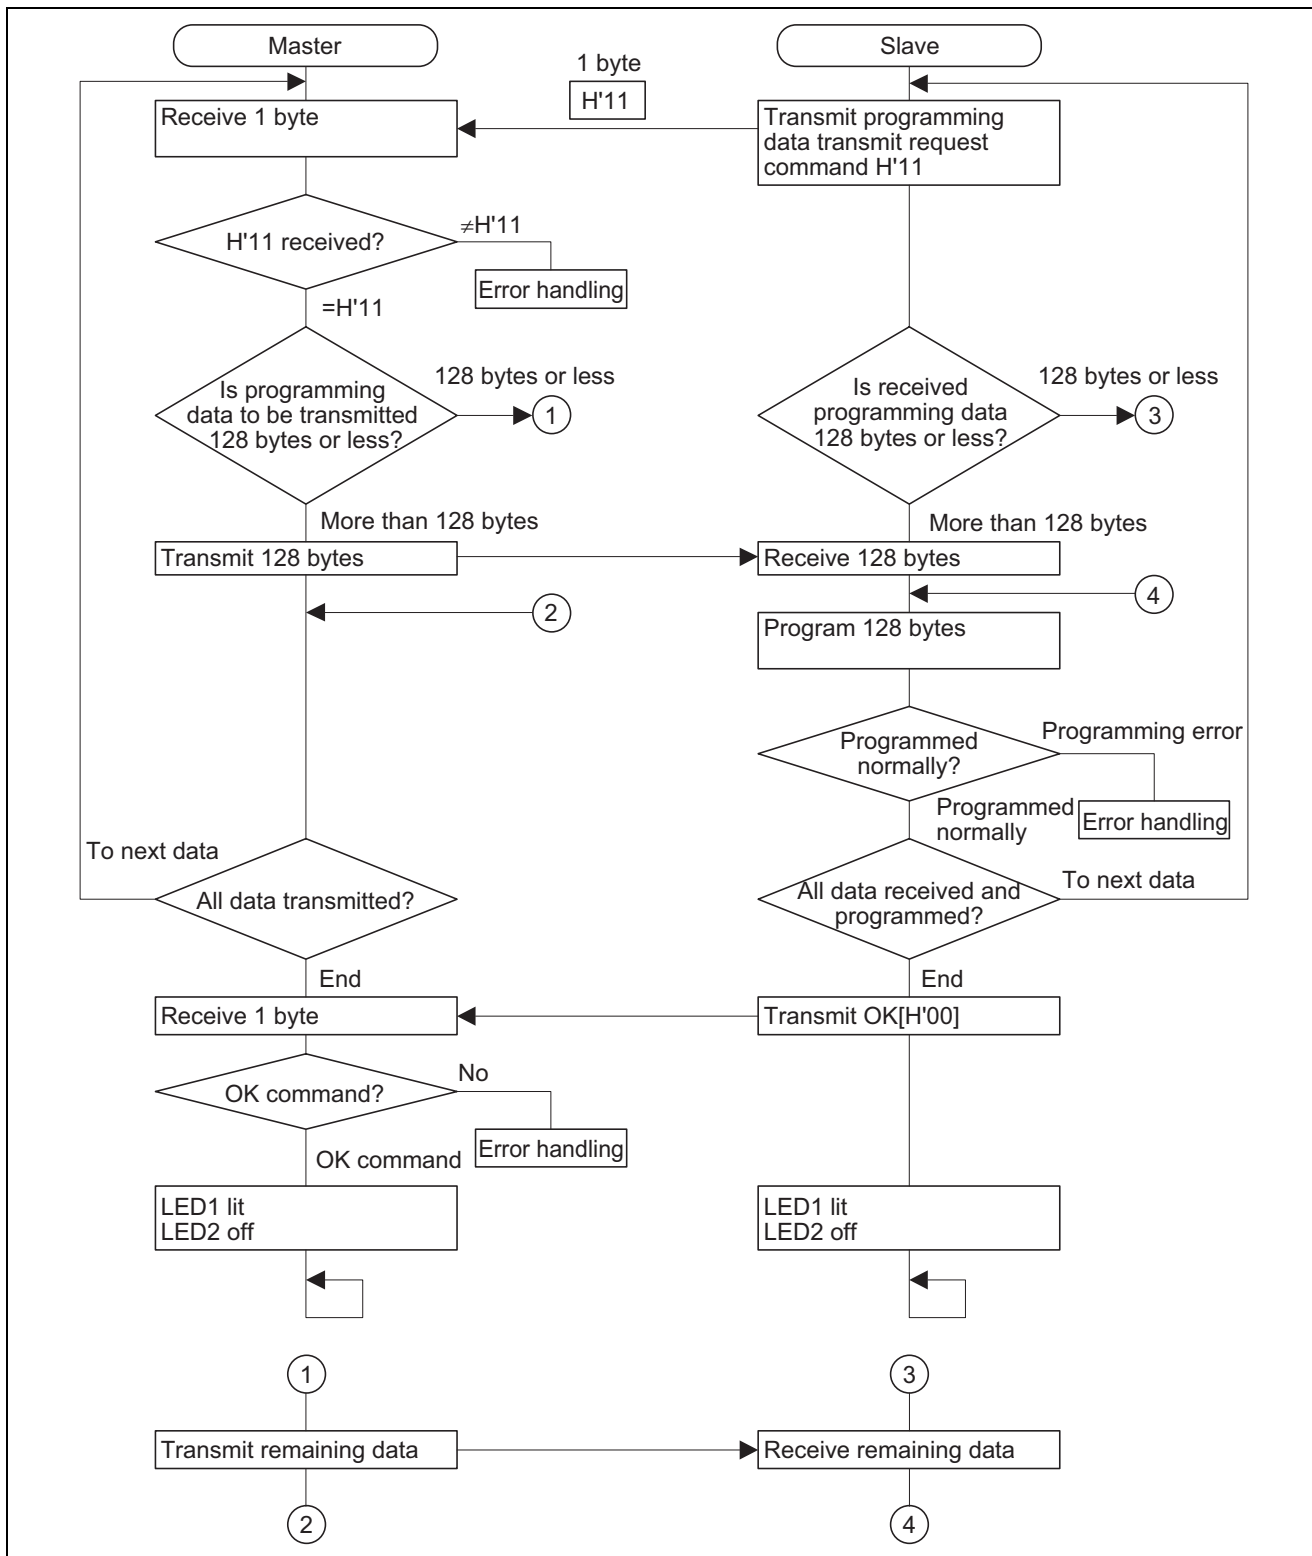 Master
Slave
1 byte
H'11
Receive 1 byte
Transmit programming
data transmit request
command H'11
H'11 received?
≠H'11
Error handling
=H'11
Is programming
data to be transmitted
128 bytes or less?
128 bytes or less
1
Is received
programming data
128 bytes or less?
128 bytes or less
3
More than 128 bytes
More than 128 bytes
Transmit 128 bytes
Receive 128 bytes
2
4
Program 128 bytes
Programmed
normally?
Programming error
Programmed
normally
Error handling
To next data
All data transmitted?
All data received and
programmed?
To next data
End
End
Receive 1 byte
Transmit OK[H'00]
OK command?
No
Error handling
OK command
LED1 lit
LED2 off
LED1 lit
LED2 off
1
3
Transmit remaining data
Receive remaining data
2
4